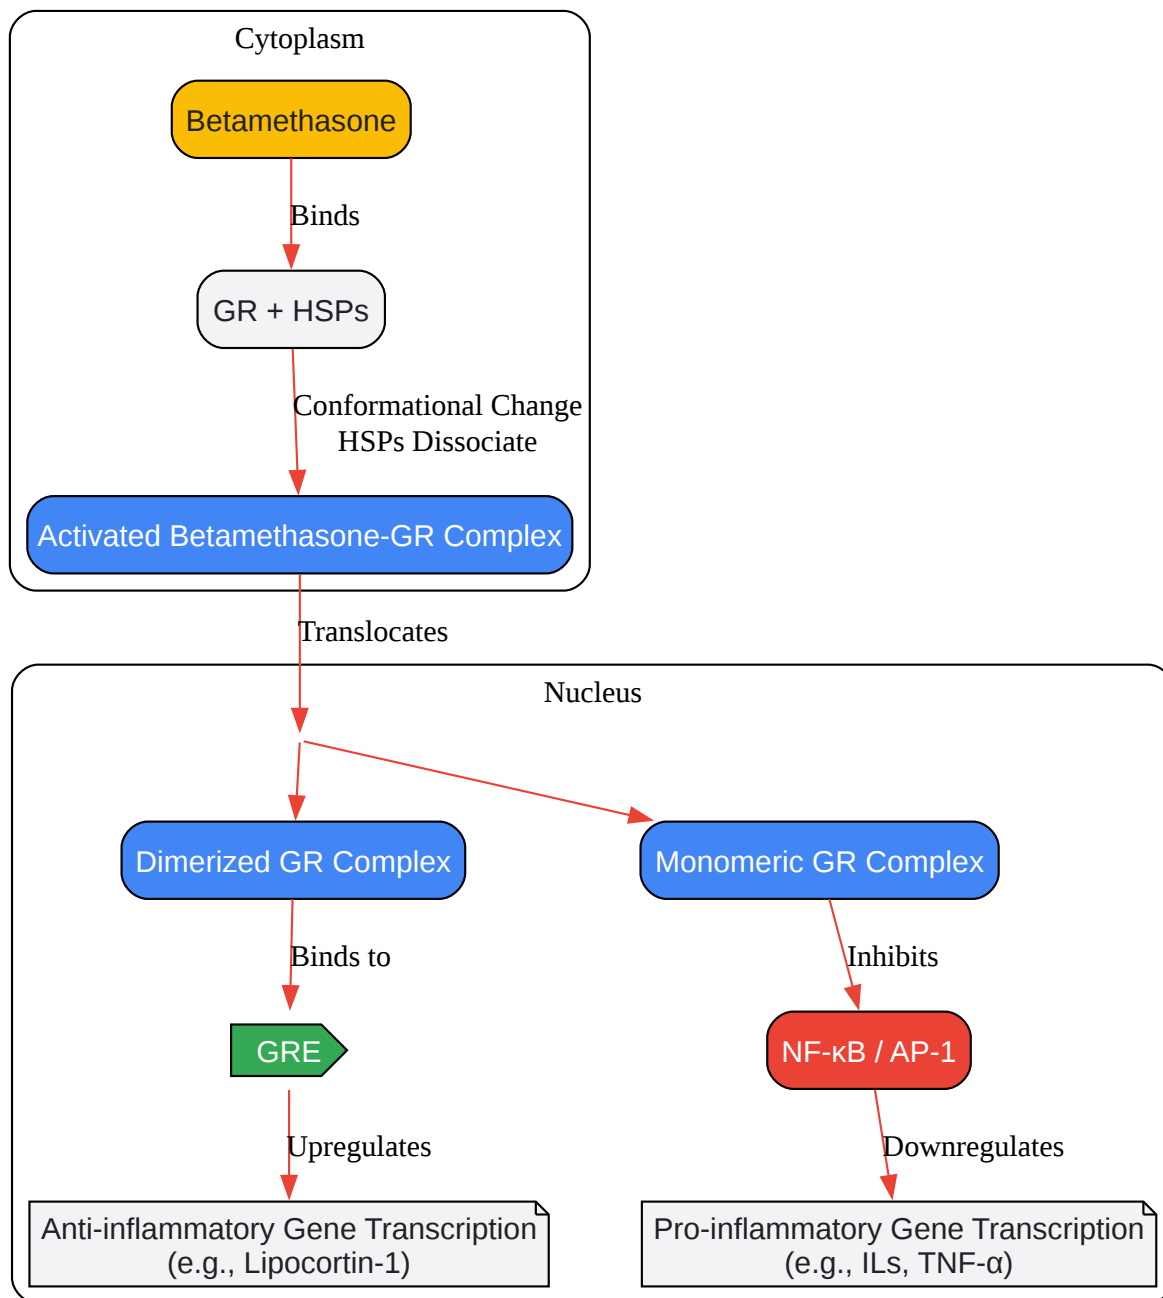 Cytoplasm
Betamethasone
Binds
GR + HSPs
Conformational Change
HSPs Dissociate
Activated Betamethasone-GR Complex
Translocates
Nucleus
Dimerized GR Complex
Monomeric GR Complex
Binds to
Inhibits
GRE
NF-κB / AP-1
Upregulates
Downregulates
Anti-inflammatory Gene Transcription
(e.g., Lipocortin-1)
Pro-inflammatory Gene Transcription
(e.g., ILs, TNF-α)